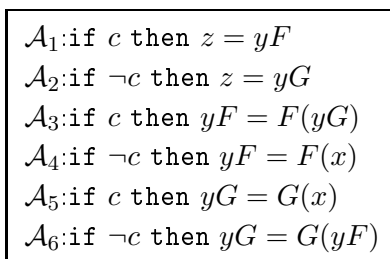 𝒜₁:if c then z = yF
𝒜₂:if ¬c then z = yG
𝒜₃:if c then yF = F(yG)
𝒜₄:if ¬c then yF = F(x)
𝒜₅:if c then yG = G(x)
𝒜₆:if ¬c then yG = G(yF)